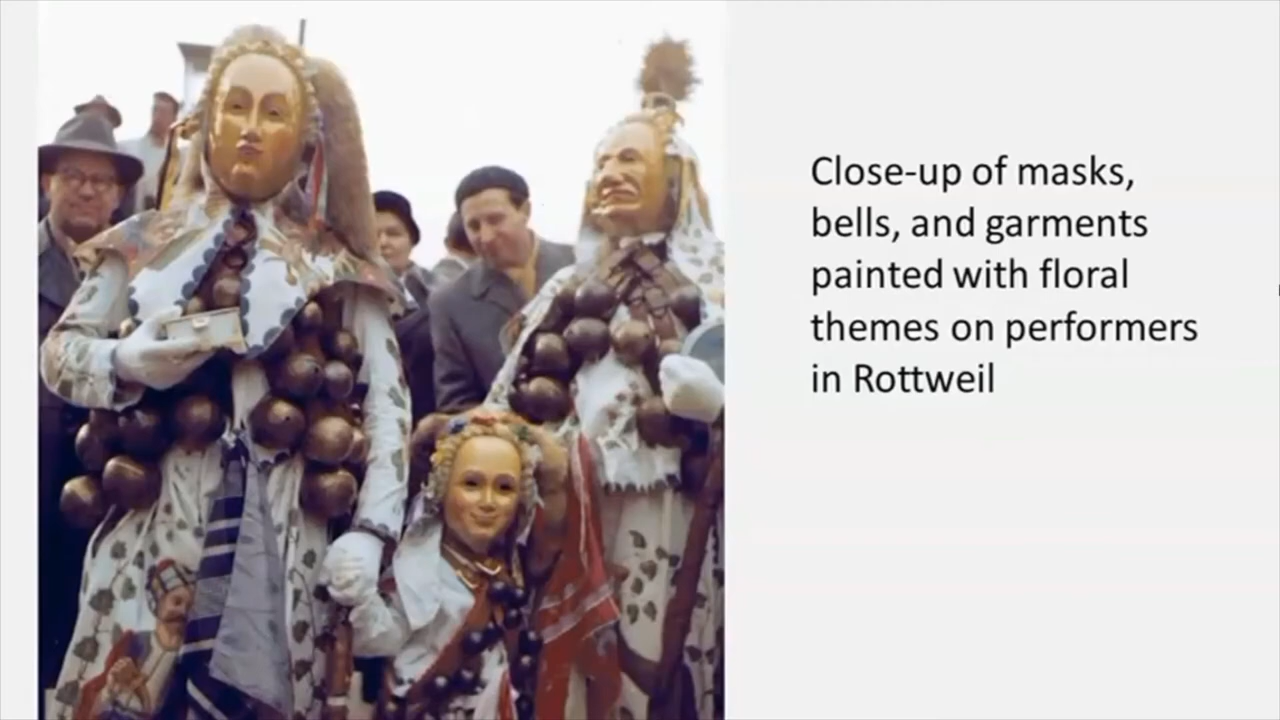 Close-up of masks,
bells, and garments
painted with floral
themes on performers
in Rottweil